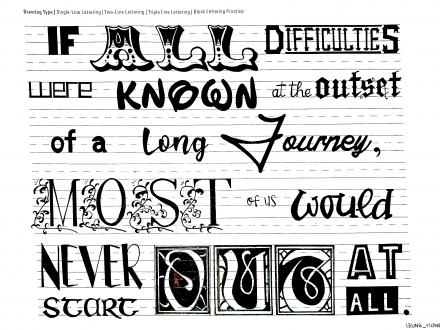 Drawing Type | Single-Line Lettering | Two-Line Lettering | Triple Line Lettering | Block Lettering Practice
IF ALL DIFFICULTIES
were KNOWN at the outset
of a long Journey,
MOST of us would
NEVER START OUT AT ALL.